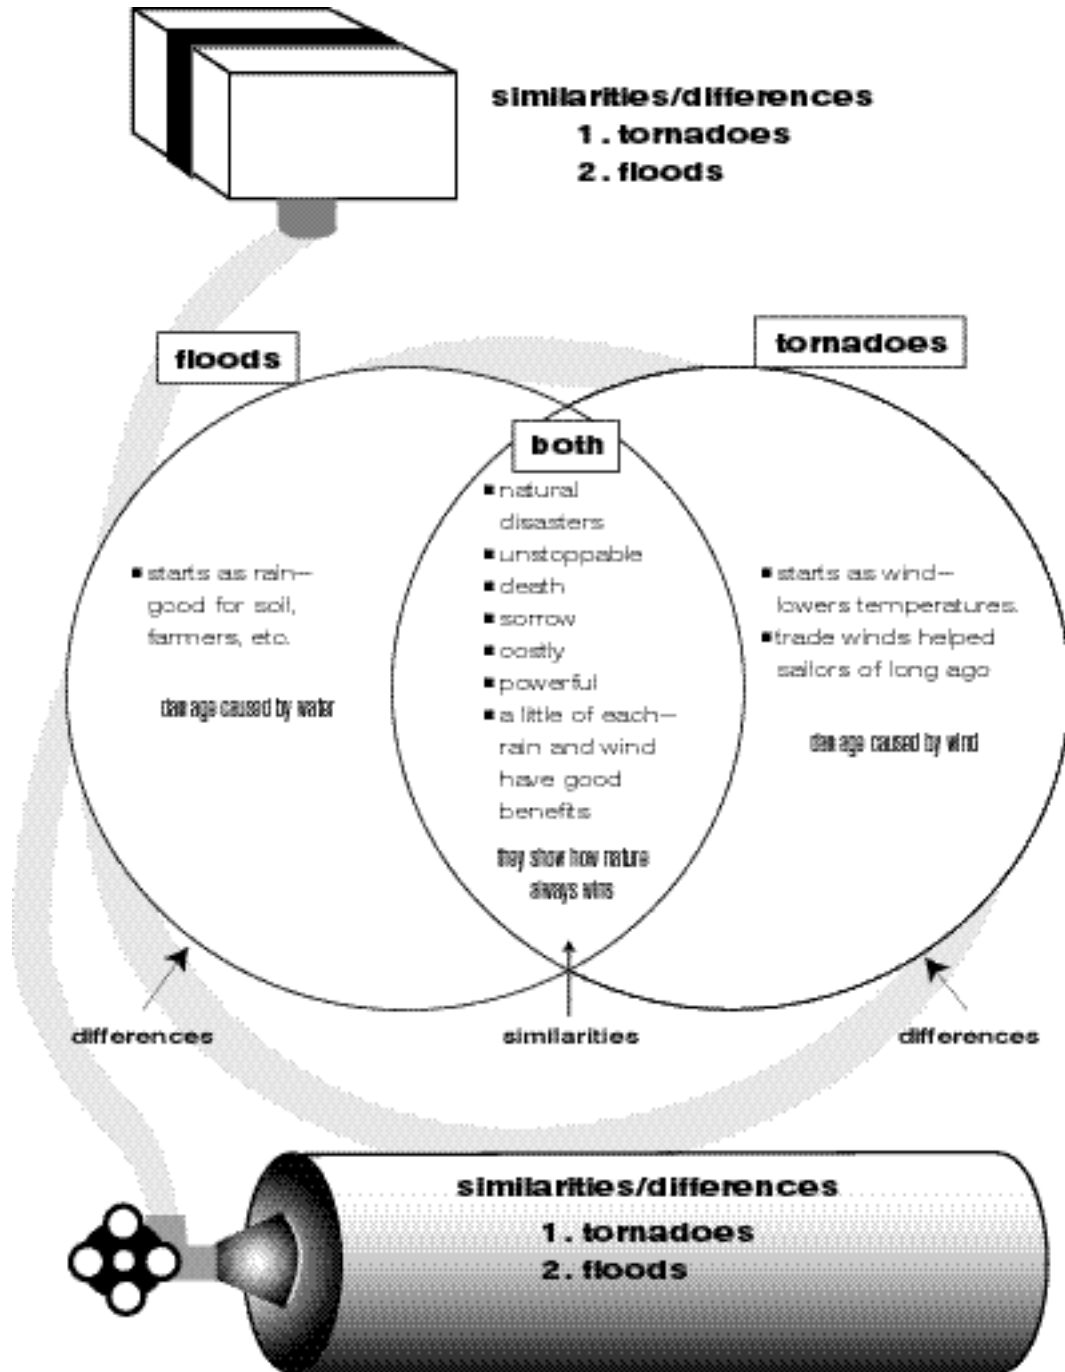 similarities/differences
1. tornadoes
2. floods
floods
tornadoes
both
■ natural
disasters
■ unstoppable
■ death
■ sorrow
■ costly
■ powerful
■ a little of each—
rain and wind
have good
benefits
they show how nature
always wins
■ starts as rain—
good for soil,
farmers, etc.
damage caused by water
■ starts as wind—
lowers temperatures.
■ trade winds helped
sailors of long ago
damage caused by wind
differences
similarities
differences
similarities/differences
1. tornadoes
2. floods